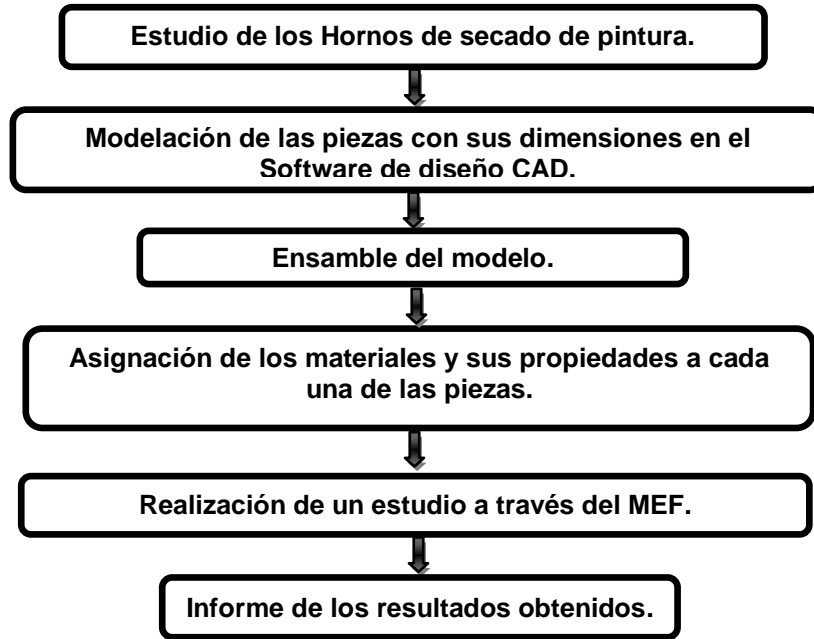 Estudio de los Hornos de secado de pintura.
Modelación de las piezas con sus dimensiones en el
Software de diseño CAD.
Ensamble del modelo.
Asignación de los materiales y sus propiedades a cada
una de las piezas.
Realización de un estudio a través del MEF.
Informe de los resultados obtenidos.